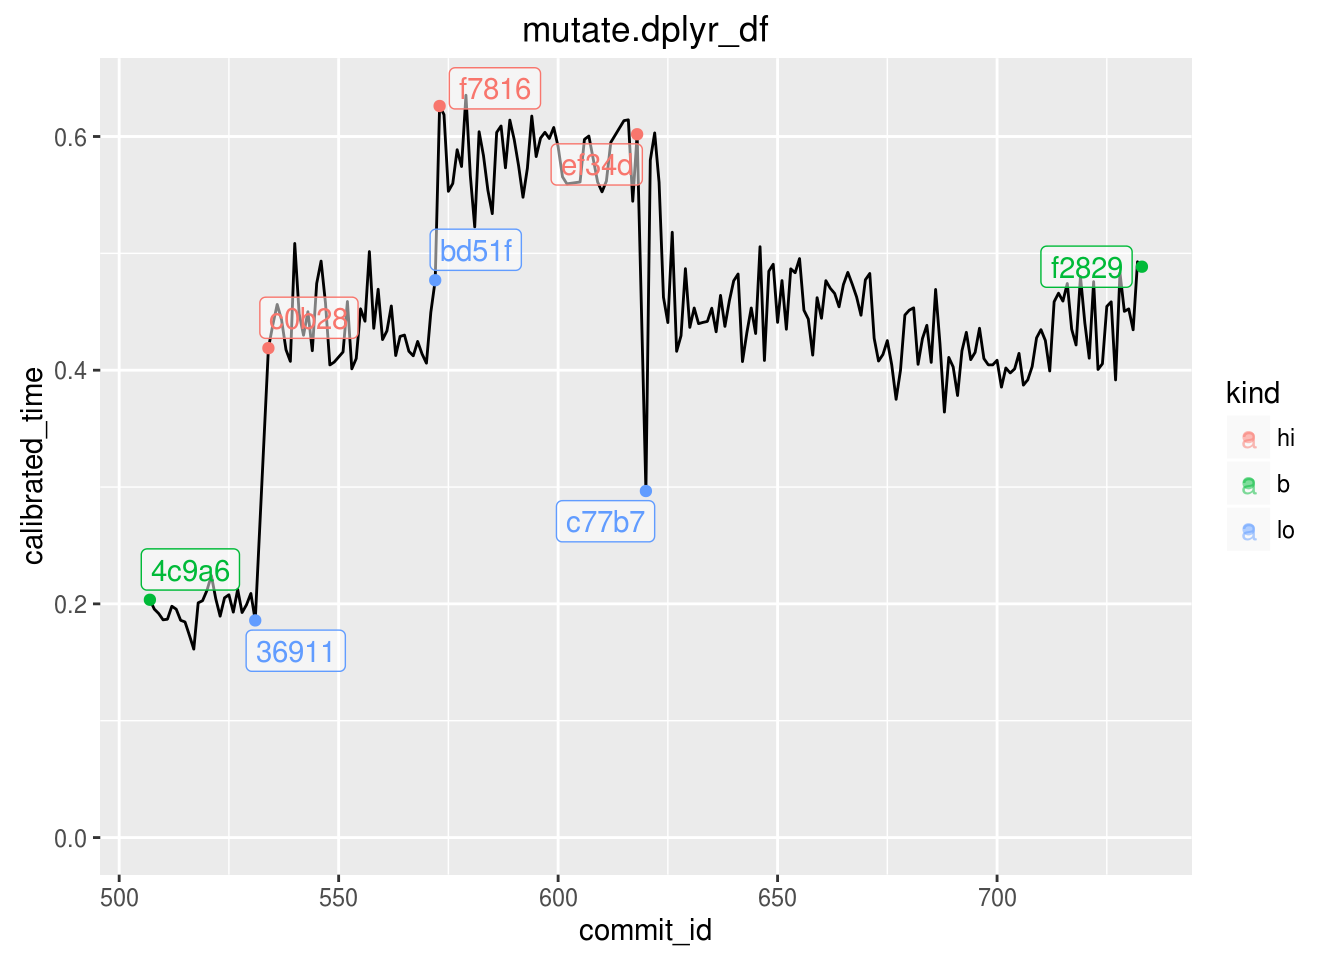 mutate.dplyr_df
f7816
0.6
ef34d
bd51f
f2829
c0b28
0.4
kind
calibrated_time
a hi
a b
a lo
c77b7
4c9a6
0.2
36911
0.0
500 550 600 650 700
commit_id